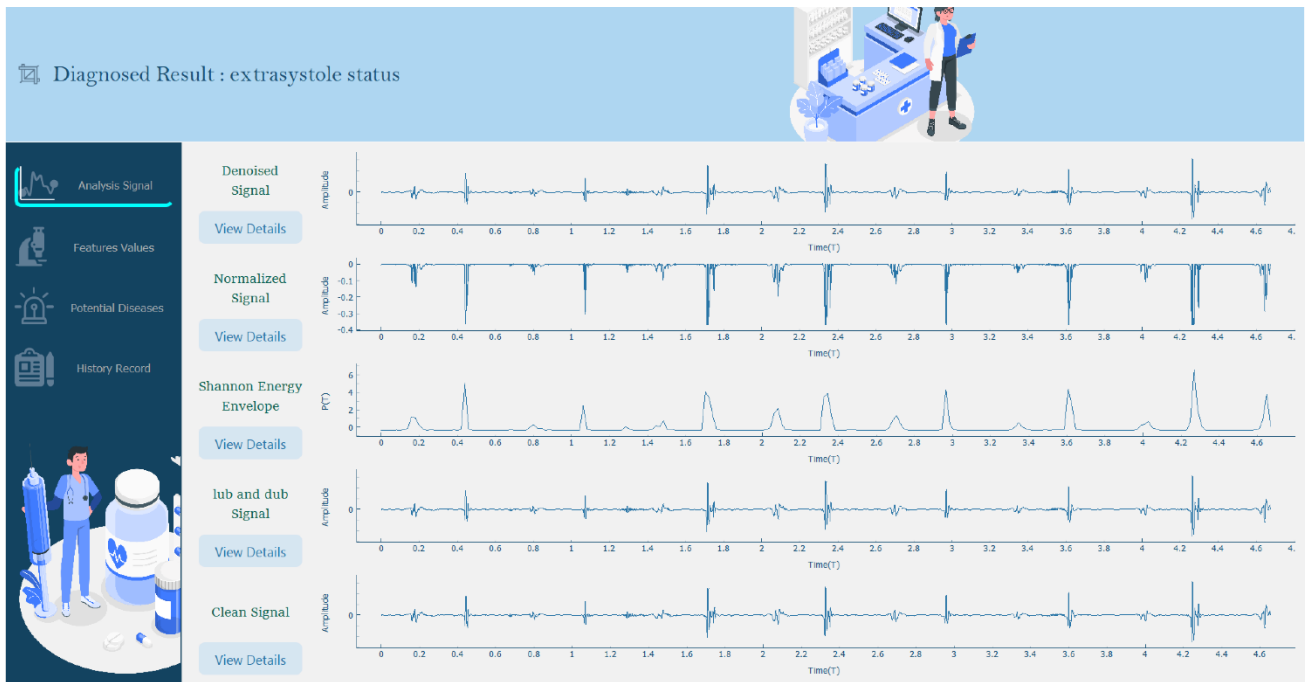 Diagnosed Result : extrasystole status
Analysis Signal
Features Values
Potential Diseases
History Record
Denoised
Signal
View Details
Amplitude
0
0 0.2 0.4 0.6 0.8 1 1.2 1.4 1.6 1.8 2 2.2 2.4 2.6 2.8 3 3.2 3.4 3.6 3.8 4 4.2 4.4 4.6 4.
Time(T)
Normalized
Signal
View Details
Amplitude
0
-0.1
-0.2
-0.3
-0.4
0 0.2 0.4 0.6 0.8 1 1.2 1.4 1.6 1.8 2 2.2 2.4 2.6 2.8 3 3.2 3.4 3.6 3.8 4 4.2 4.4 4.6 4.
Time(T)
Shannon Energy
Envelope
View Details
P(T)
6
4
2
0
0 0.2 0.4 0.6 0.8 1 1.2 1.4 1.6 1.8 2 2.2 2.4 2.6 2.8 3 3.2 3.4 3.6 3.8 4 4.2 4.4 4.6
Time(T)
lub and dub
Signal
View Details
Amplitude
0
0 0.2 0.4 0.6 0.8 1 1.2 1.4 1.6 1.8 2 2.2 2.4 2.6 2.8 3 3.2 3.4 3.6 3.8 4 4.2 4.4 4.6
Time(T)
Clean Signal
View Details
Amplitude
0
0 0.2 0.4 0.6 0.8 1 1.2 1.4 1.6 1.8 2 2.2 2.4 2.6 2.8 3 3.2 3.4 3.6 3.8 4 4.2 4.4 4.6
Time(T)